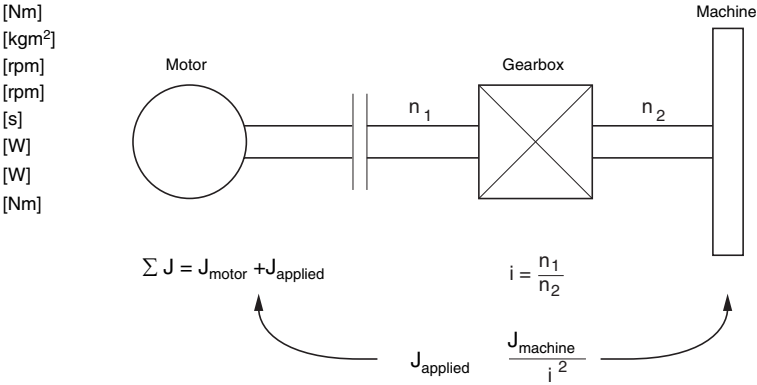 [Nm]
[kgm²]
[rpm]
[rpm]
[s]
[W]
[W]
[Nm]
Machine
Motor
Gearbox
n₁
n₂
∑ J = J_motor +J_applied
i = n₁/n₂
J_applied J_machine/i²